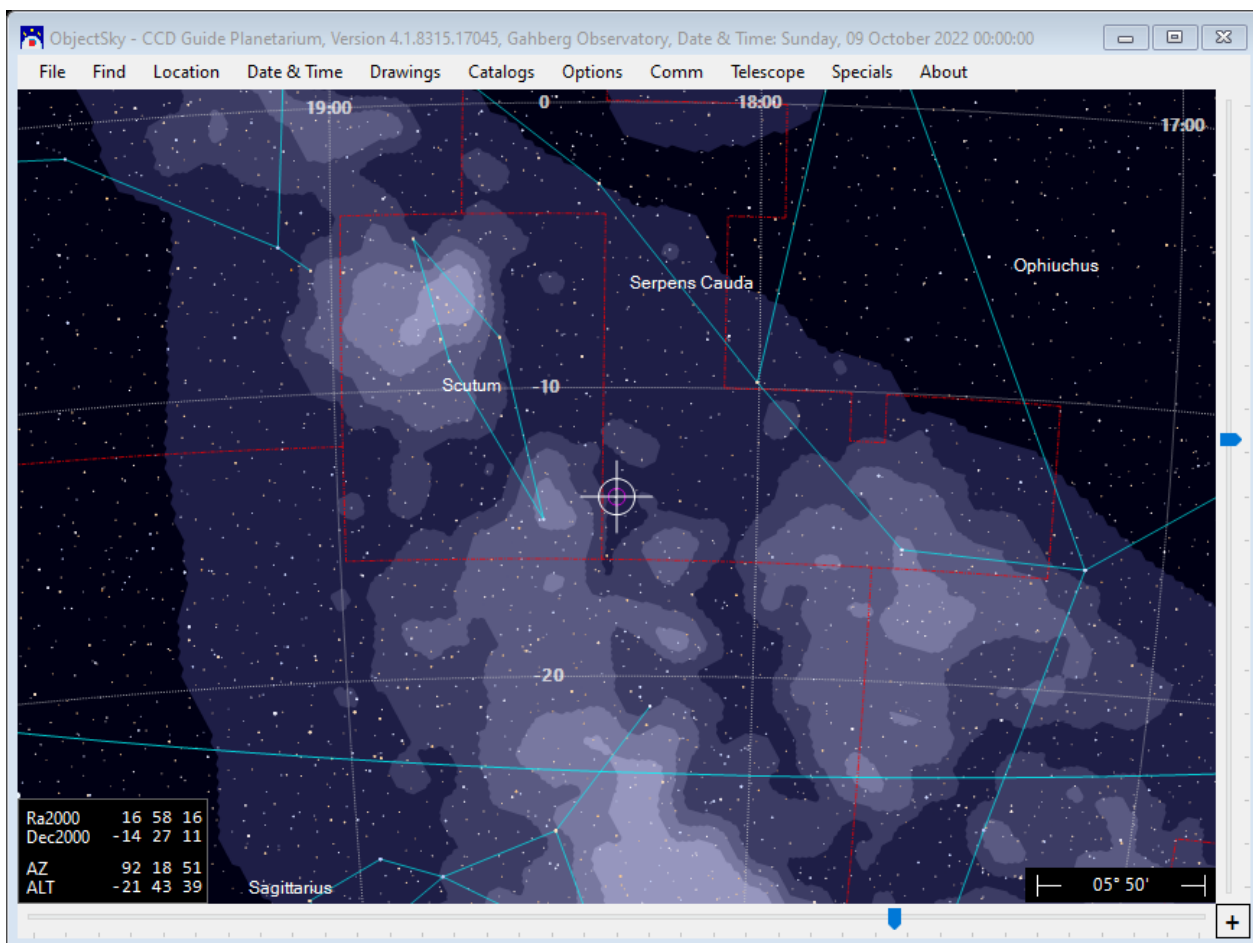 ObjectSky - CCD Guide Planetarium, Version 4.1.8315.17045, Gahberg Observatory, Date & Time: Sunday, 09 October 2022 00:00:00
File Find Location Date & Time Drawings Catalogs Options Comm Telescope Specials About
19:00 0 18:00 17:00
Ophiuchus
Serpens Cauda
Scutum -10
-20
Ra2000 16 58 16
Dec2000 -14 27 11
AZ 92 18 51
ALT -21 43 39
Sagittarius
05° 50'
+